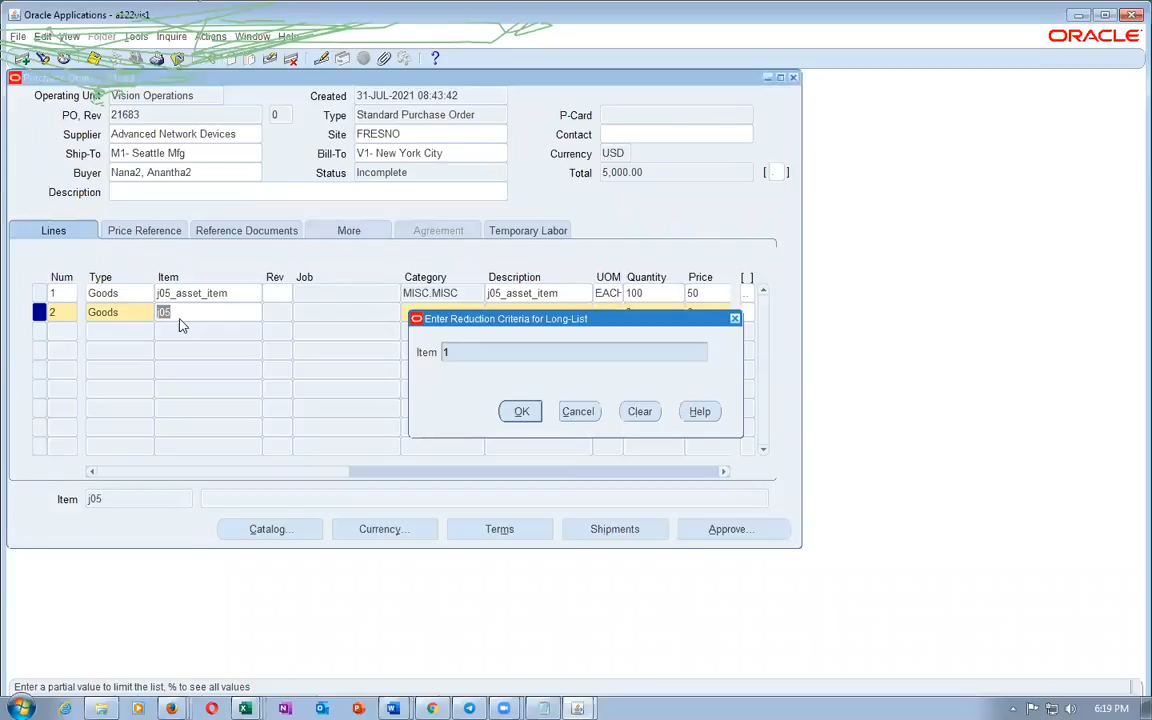 Oracle Applications - a122vis1
File Edit View Folder Tools Inquire Actions Window Help
ORACLE
Operating Unit Vision Operations Created 31-JUL-2021 08:43:42
PO, Rev 21683 0 Type Standard Purchase Order P-Card
Supplier Advanced Network Devices Site FRESNO Contact
Ship-To M1- Seattle Mfg Bill-To V1- New York City Currency USD
Buyer Nana2, Anantha2 Status Incomplete Total 5,000.00 [ . ]
Description
Lines Price Reference Reference Documents More Agreement Temporary Labor
Num Type Item Rev Job Category Description UOM Quantity Price [ ]
1 Goods j05_asset_item MISC.MISC j05_asset_item EACH 100 50 ..
2 Goods j05
Enter Reduction Criteria for Long-List
Item 1
OK Cancel Clear Help
Item j05
Catalog... Currency... Terms Shipments Approve...
Enter a partial value to limit the list, % to see all values
6:19 PM